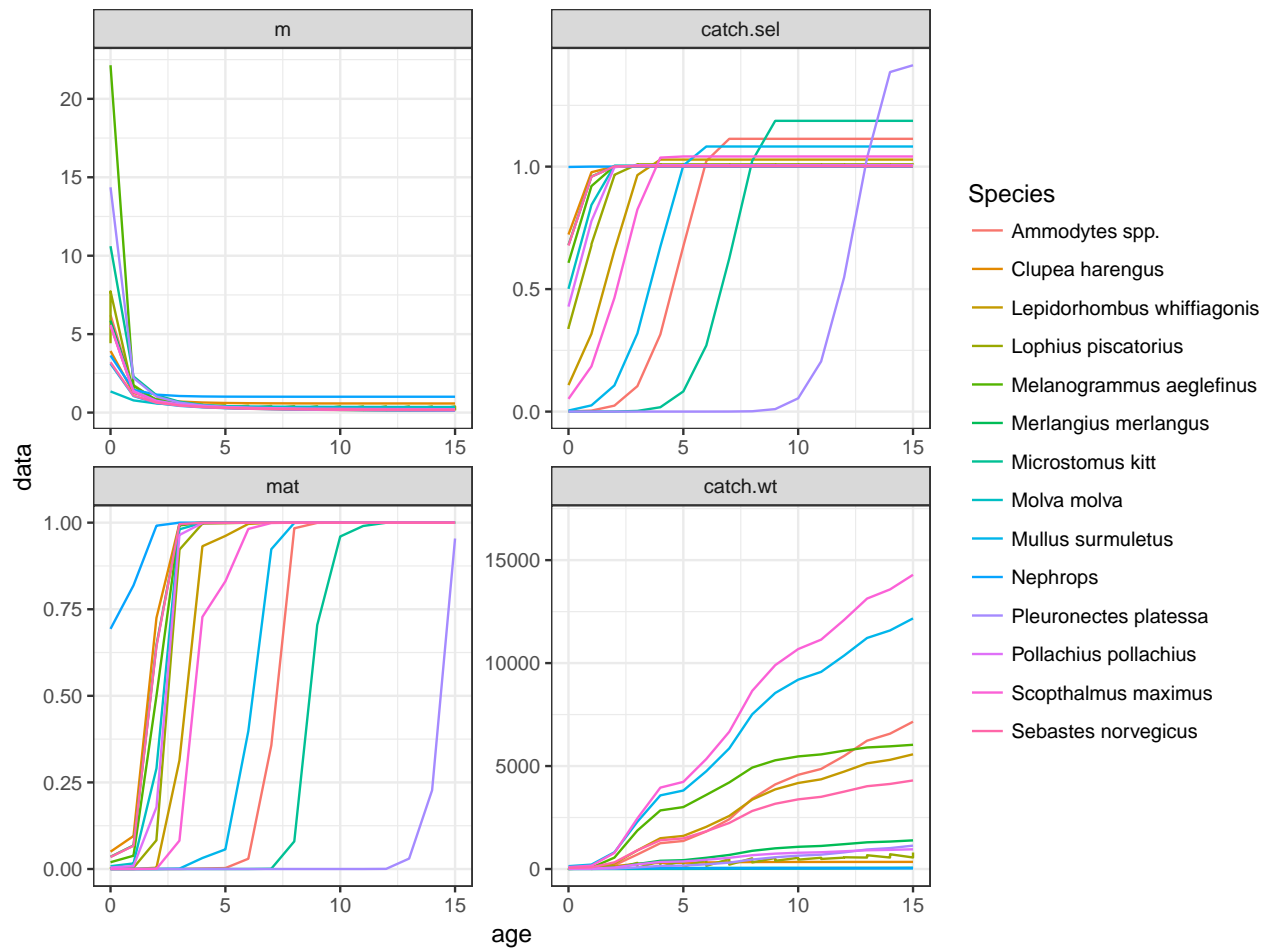 m
catch.sel
20
15
10
5
0
1.0
0.5
0.0
0 5 10 15
0 5 10 15
mat
catch.wt
1.00
0.75
0.50
0.25
0.00
15000
10000
5000
0
0 5 10 15
0 5 10 15
data
age
Species
Ammodytes spp.
Clupea harengus
Lepidorhombus whiffiagonis
Lophius piscatorius
Melanogrammus aeglefinus
Merlangius merlangus
Microstomus kitt
Molva molva
Mullus surmuletus
Nephrops
Pleuronectes platessa
Pollachius pollachius
Scopthalmus maximus
Sebastes norvegicus